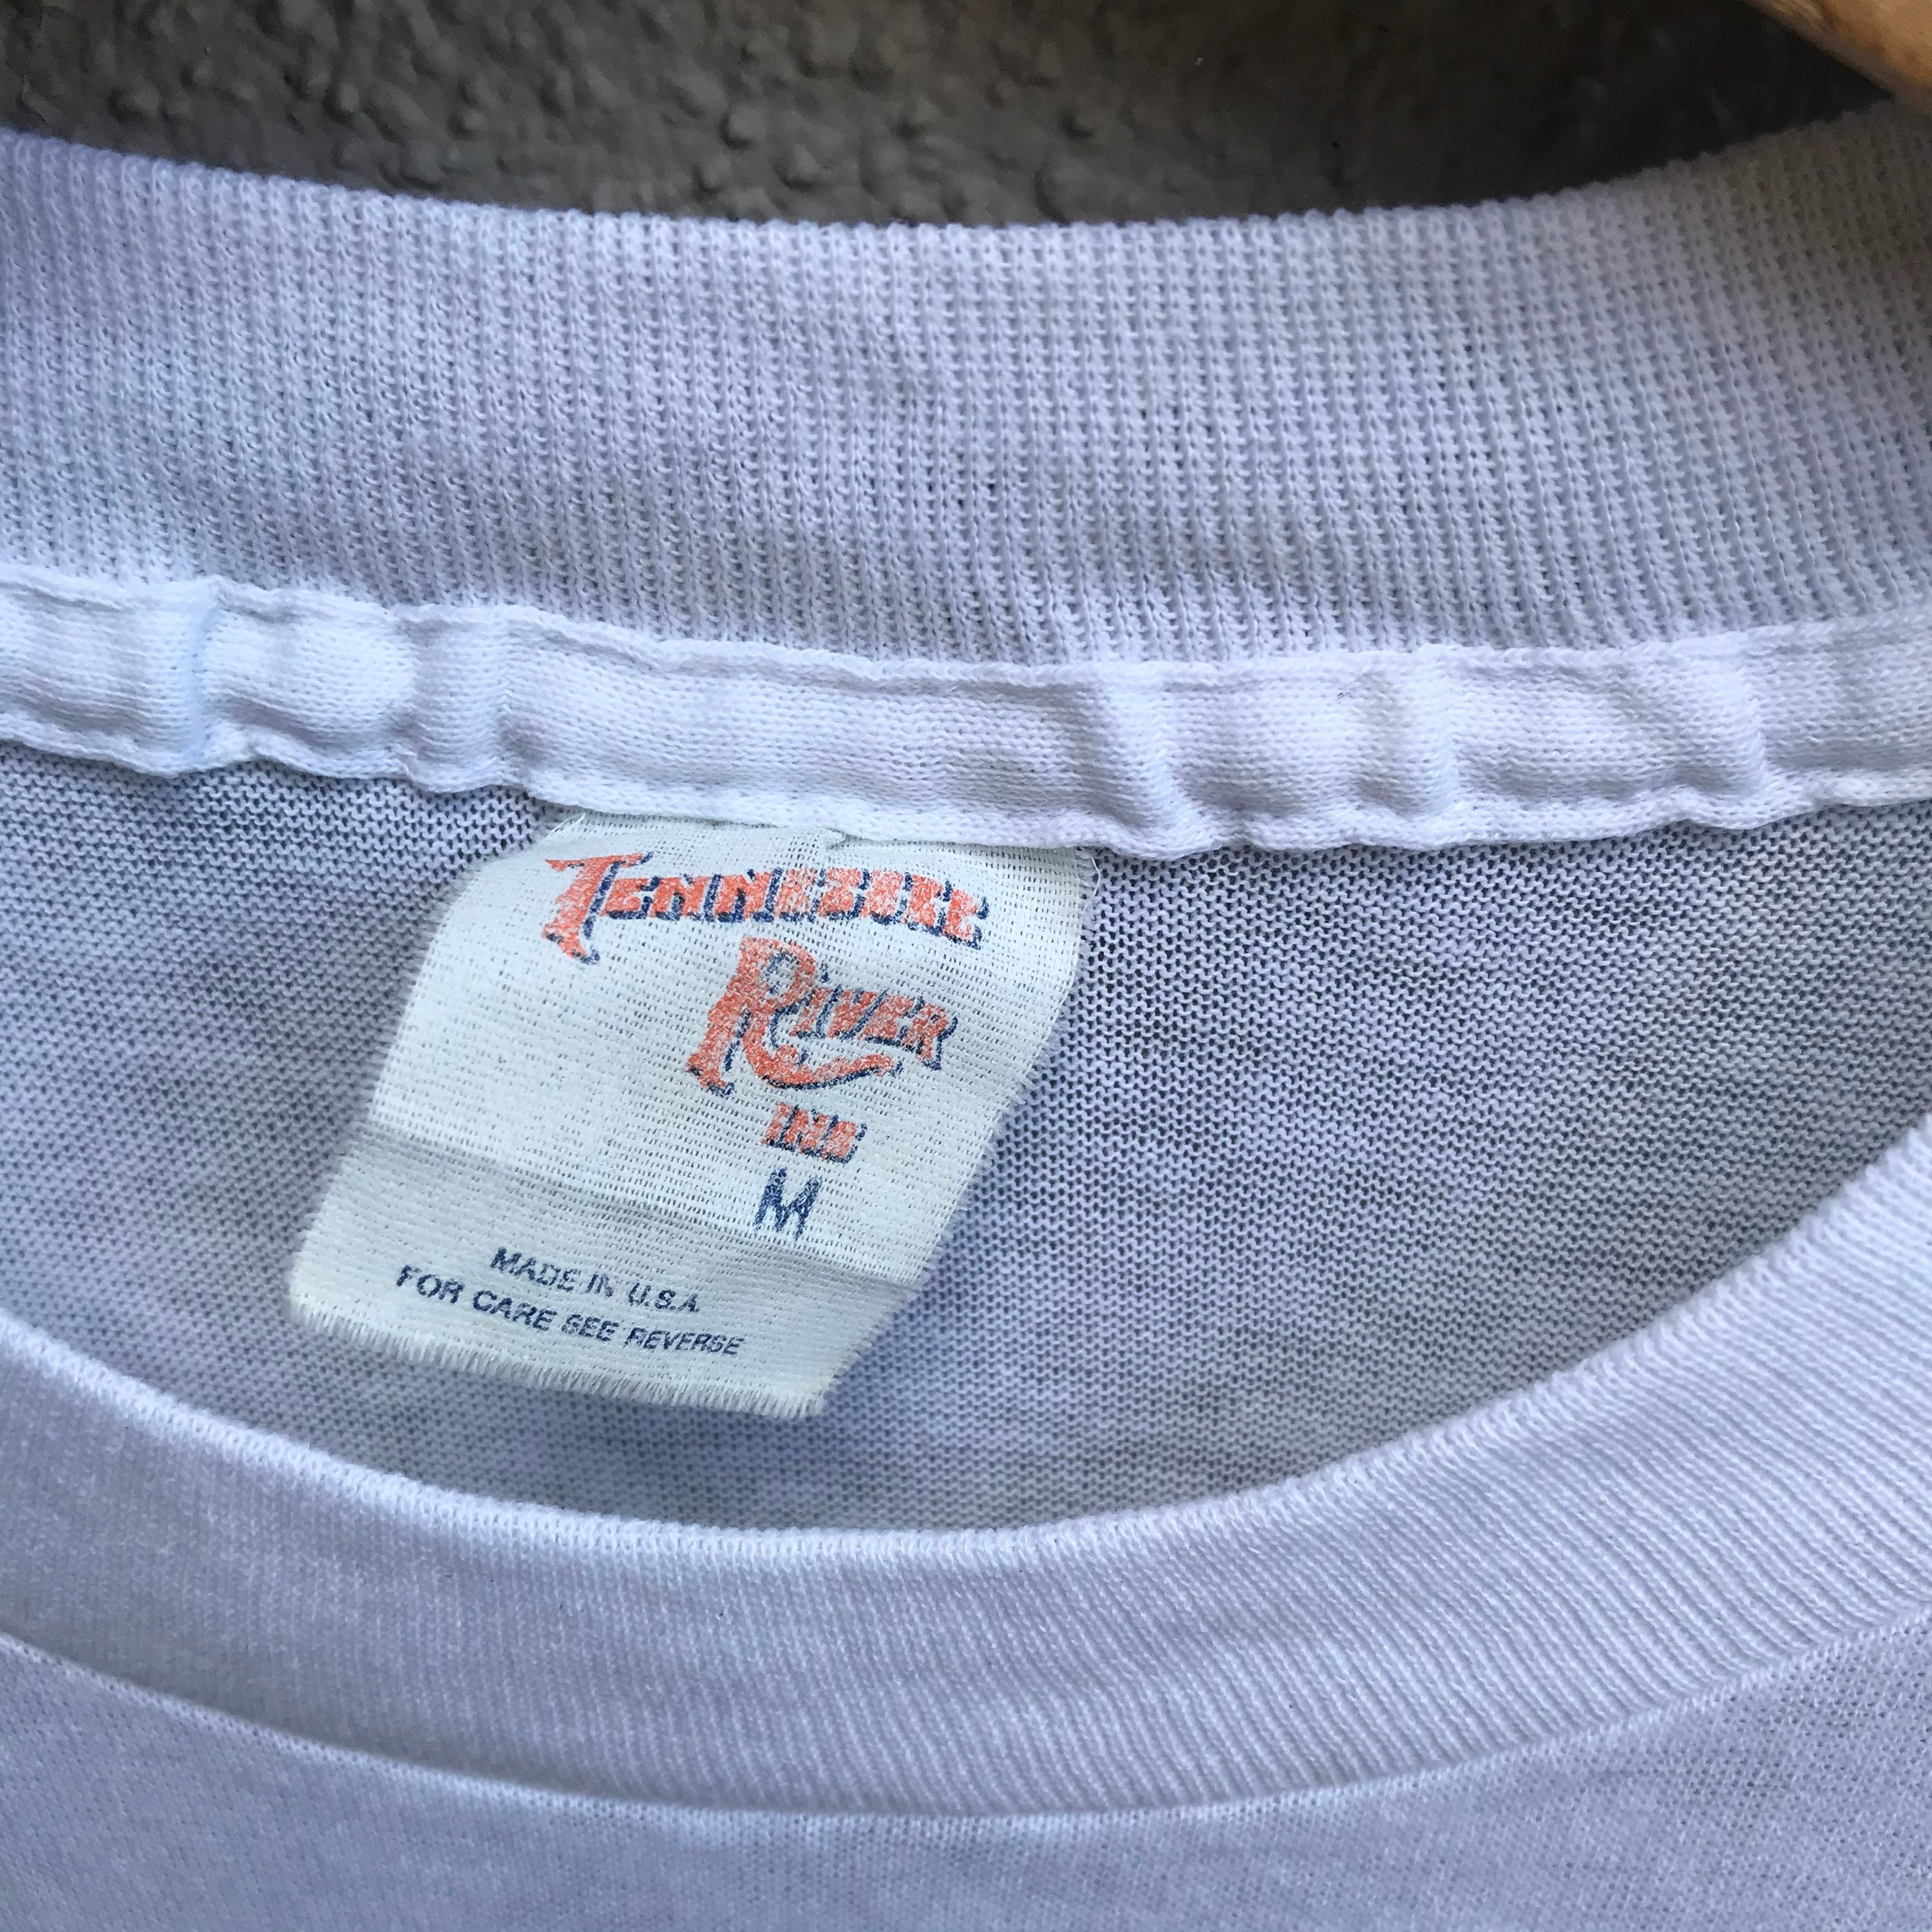 TENNESSEE
RIVER
INC
M
MADE IN U.S.A.
FOR CARE SEE REVERSE